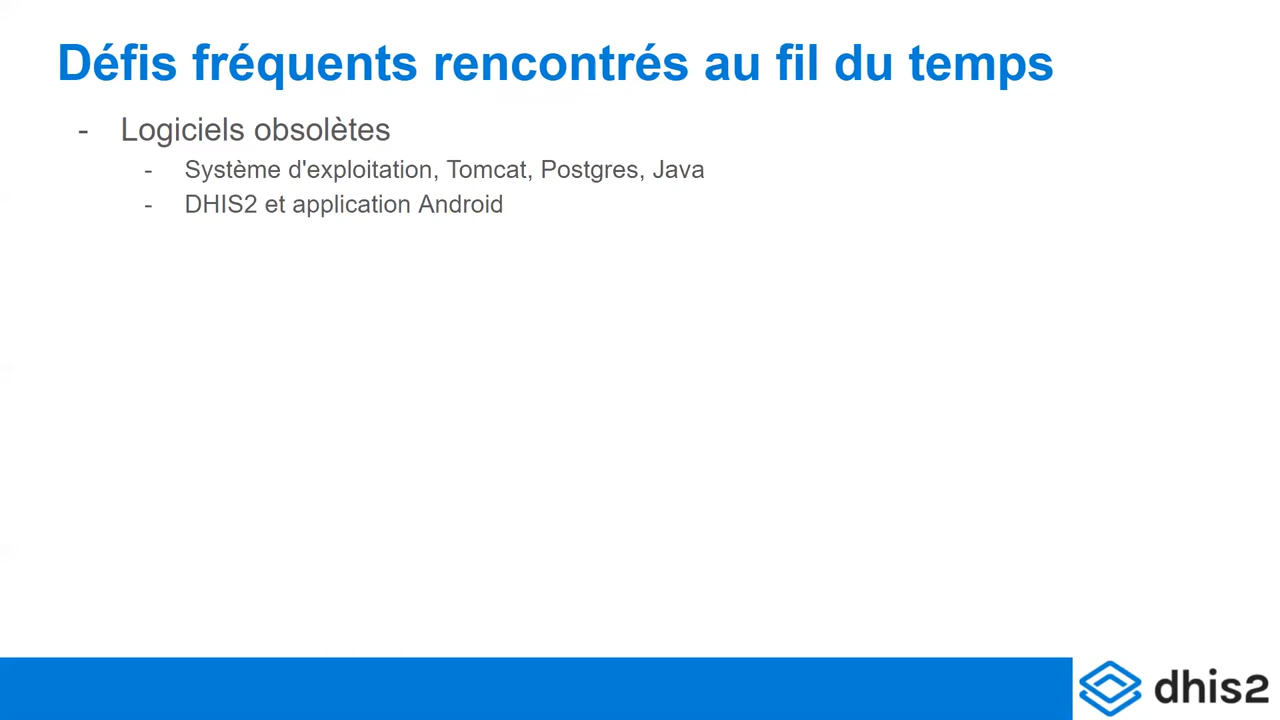 Défis fréquents rencontrés au fil du temps
- Logiciels obsolètes
- Système d'exploitation, Tomcat, Postgres, Java
- DHIS2 et application Android
dhis2